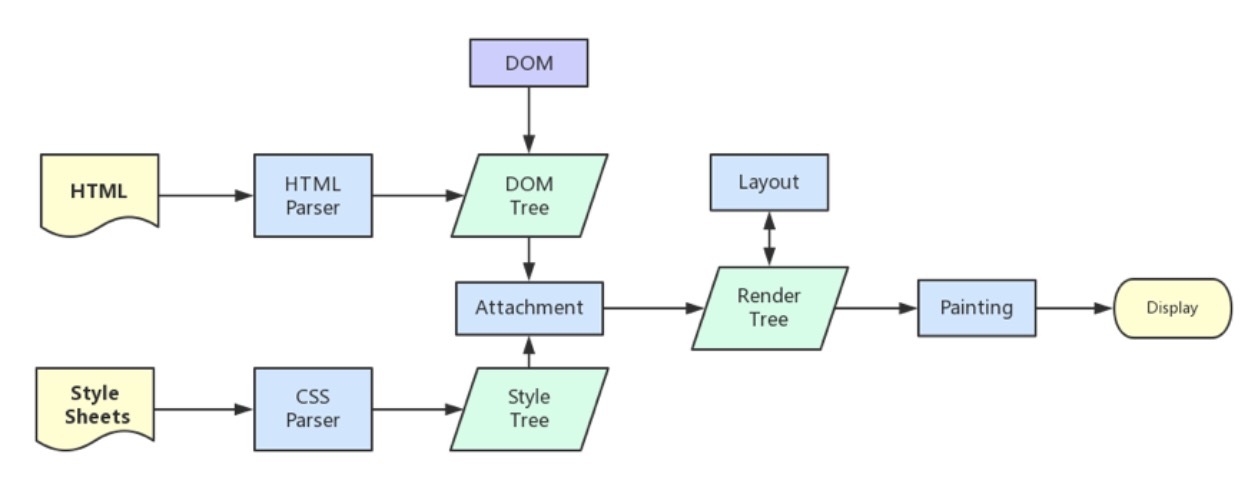 DOM
HTML
HTML
Parser
DOM
Tree
Layout
Attachment
Render
Tree
Painting
Display
Style
Sheets
CSS
Parser
Style
Tree